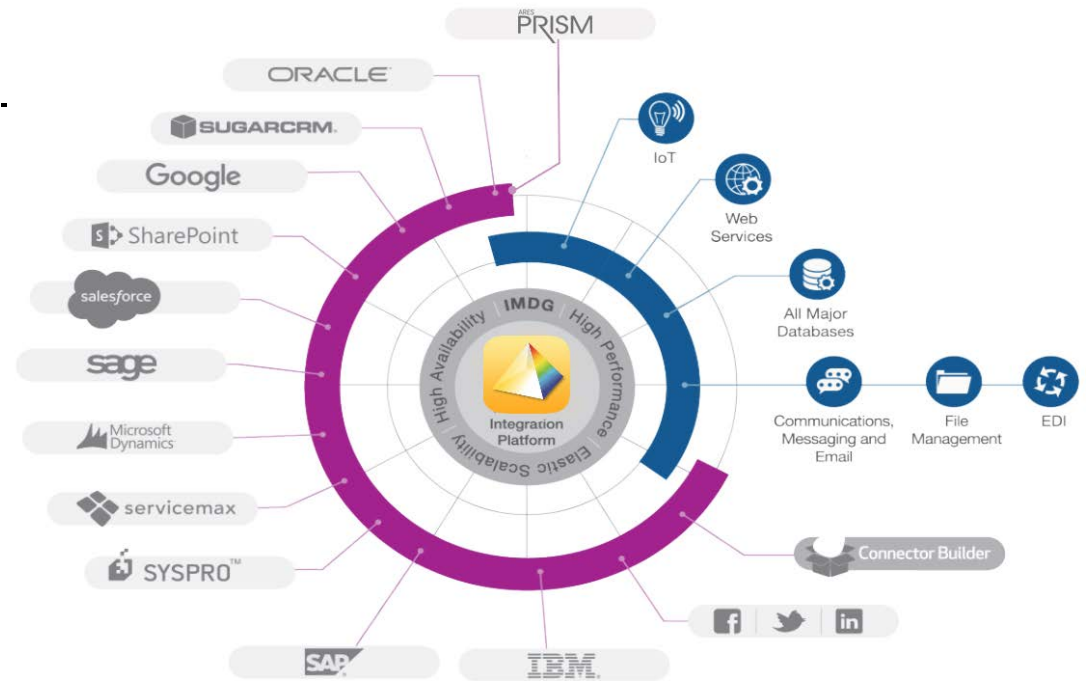 ARES
PRISM
ORACLE
SUGARCRM.
Google
S SharePoint
salesforce
sage
Microsoft
Dynamics
servicemax
SYSPRO™
SAP®
IBM®
f in
Connector Builder
IoT
Web
Services
All Major
Databases
Communications,
Messaging and
Email
File
Management
EDI
IMDG
High Performance
Elastic Scalability
High Availability
Integration
Platform